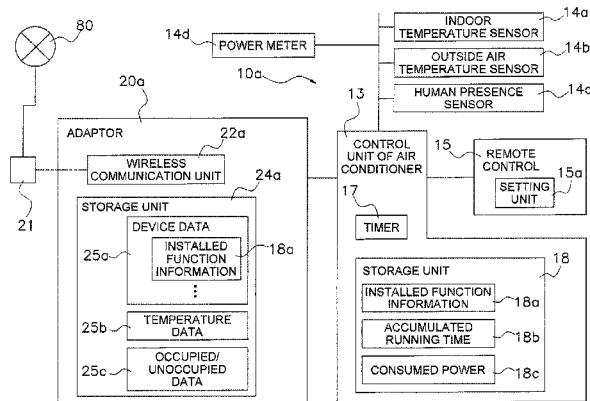 80
14d
POWER METER
INDOOR
TEMPERATURE SENSOR
14a
OUTSIDE AIR
TEMPERATURE SENSOR
14b
HUMAN PRESENCE
SENSOR
14c
10a
20a
ADAPTOR
22a
WIRELESS
COMMUNICATION UNIT
21
24a
STORAGE UNIT
DEVICE DATA
INSTALLED
FUNCTION
INFORMATION
18a
25a
25b
TEMPERATURE
DATA
25c
OCCUPIED/
UNOCCUPIED
DATA
13
CONTROL
UNIT OF AIR
CONDITIONER
17
TIMER
15
REMOTE
CONTROL
15a
SETTING
UNIT
18
STORAGE UNIT
INSTALLED FUNCTION
INFORMATION
18a
ACCUMULATED
RUNNING TIME
18b
CONSUMED POWER
18c